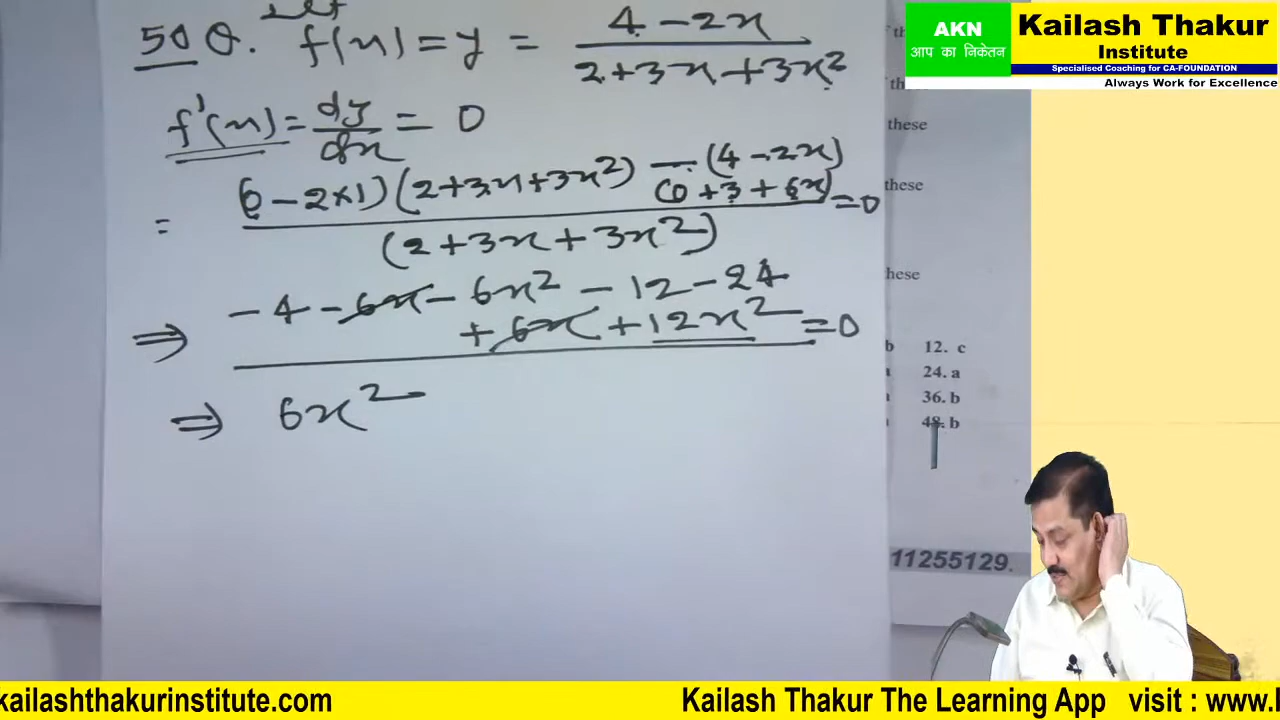 let
50 Q. f(x) = y = 4 - 2x / 2+3x+3x²
f'(x) = dy/dx = 0
= (0 - 2×1)(2+3x+3x²) - (4 - 2x)(0 + 3 + 6x) / (2+3x+3x²) = 0
⇒ -4 - 6x - 6x² - 12 - 24 + 6x + 12x² = 0
⇒ 6x²
AKN
आप का निकेतन
Kailash Thakur
Institute
Specialised Coaching for CA-FOUNDATION
Always Work for Excellence
these
these
hese
b 12. c
24. a
36. b
48. b
11255129.
kailashthakurinstitute.com
Kailash Thakur The Learning App visit : www.